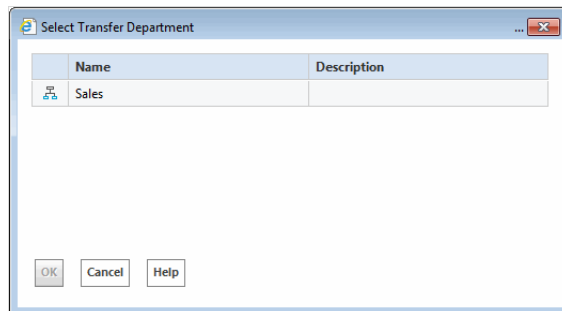 Select Transfer Department ...
Name Description
Sales
OK Cancel Help